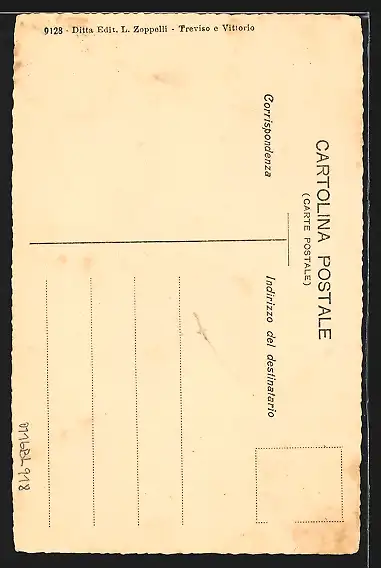 CARTOLINA POSTALE
(CARTE POSTALE)
Corrispondenza
Indirizzo del destinatario
9128 - Ditta Edit. L. Zoppelli - Treviso e Vittorio